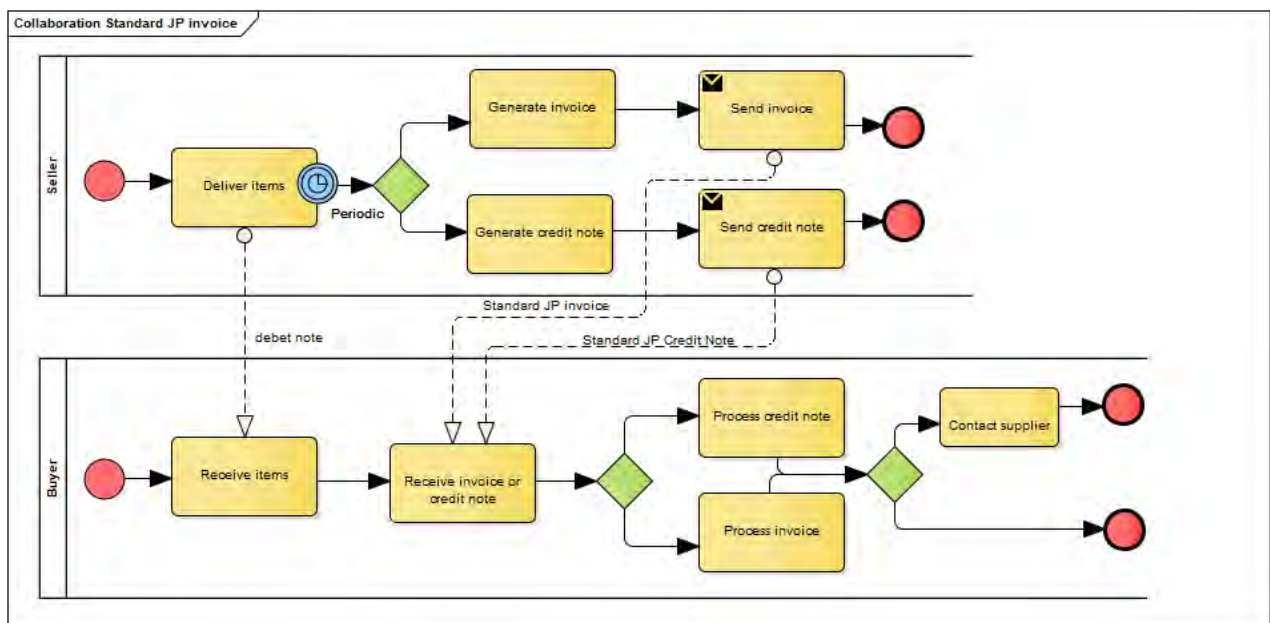 Collaboration Standard JP invoice
Seller
Deliver items
Periodic
Generate invoice
Send invoice
Generate credit note
Send credit note
Standard JP invoice
debet note
Standard JP Credit Note
Buyer
Receive items
Receive invoice or
credit note
Process credit note
Process invoice
Contact supplier